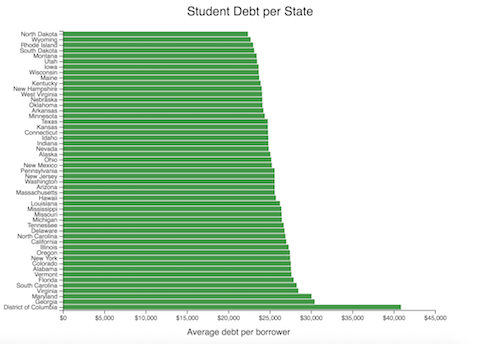 Student Debt per State
North Dakota
Wyoming
Rhode Island
South Dakota
Montana
Utah
Iowa
Wisconsin
Maine
Kentucky
New Hampshire
West Virginia
Nebraska
Oklahoma
Arkansas
Minnesota
Texas
Kansas
Connecticut
Idaho
Indiana
Nevada
Alaska
Ohio
New Mexico
Pennsylvania
New Jersey
Washington
Arizona
Massachusetts
Hawaii
Louisiana
Mississippi
Missouri
Michigan
Tennessee
Delaware
North Carolina
California
Illinois
Oregon
New York
Colorado
Alabama
Vermont
Florida
South Carolina
Virginia
Maryland
Georgia
District of Columbia
$0 $5,000 $10,000 $15,000 $20,000 $25,000 $30,000 $35,000 $40,000 $45,000
Average debt per borrower